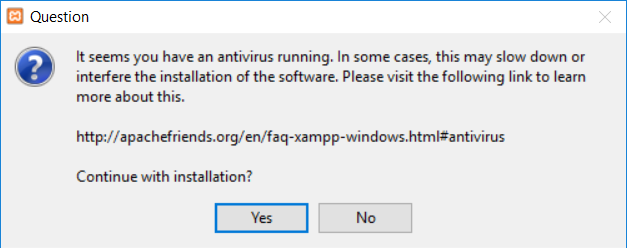 Question
It seems you have an antivirus running. In some cases, this may slow down or
interfere the installation of the software. Please visit the following link to learn
more about this.
http://apachefriends.org/en/faq-xampp-windows.html#antivirus
Continue with installation?
Yes
No